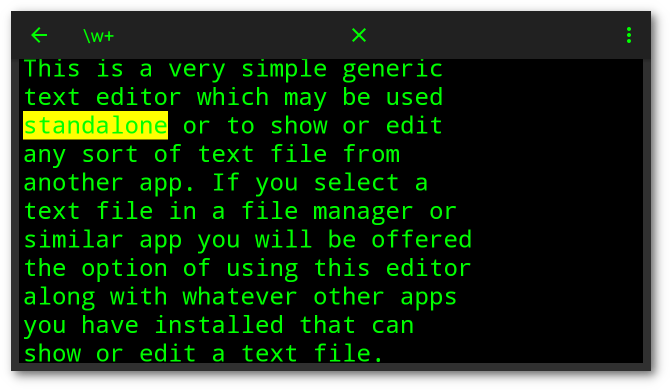 \w+
This is a very simple generic
text editor which may be used
standalone or to show or edit
any sort of text file from
another app. If you select a
text file in a file manager or
similar app you will be offered
the option of using this editor
along with whatever other apps
you have installed that can
show or edit a text file.